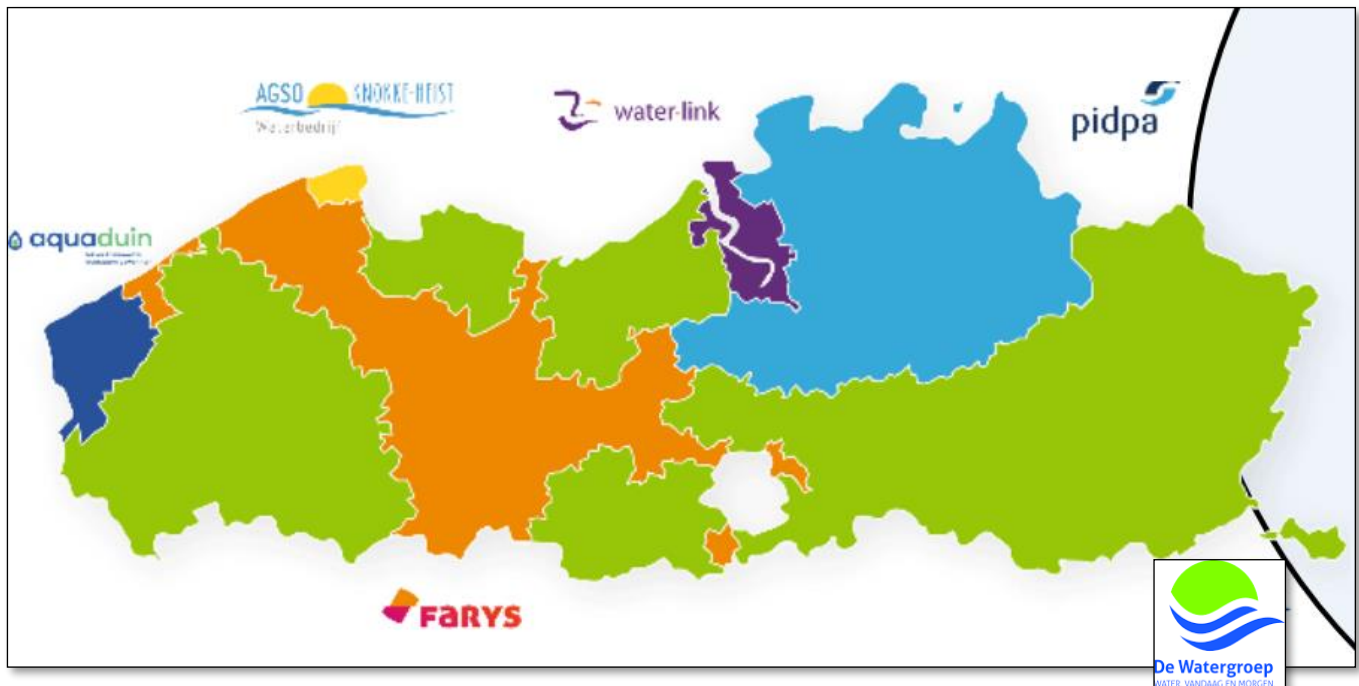 AGSO KNOKKE-HEIST
Waterbedrijf
water-link
pidpa
aquaduin
FARYS
De Watergroep
WATER. VANDAAG EN MORGEN